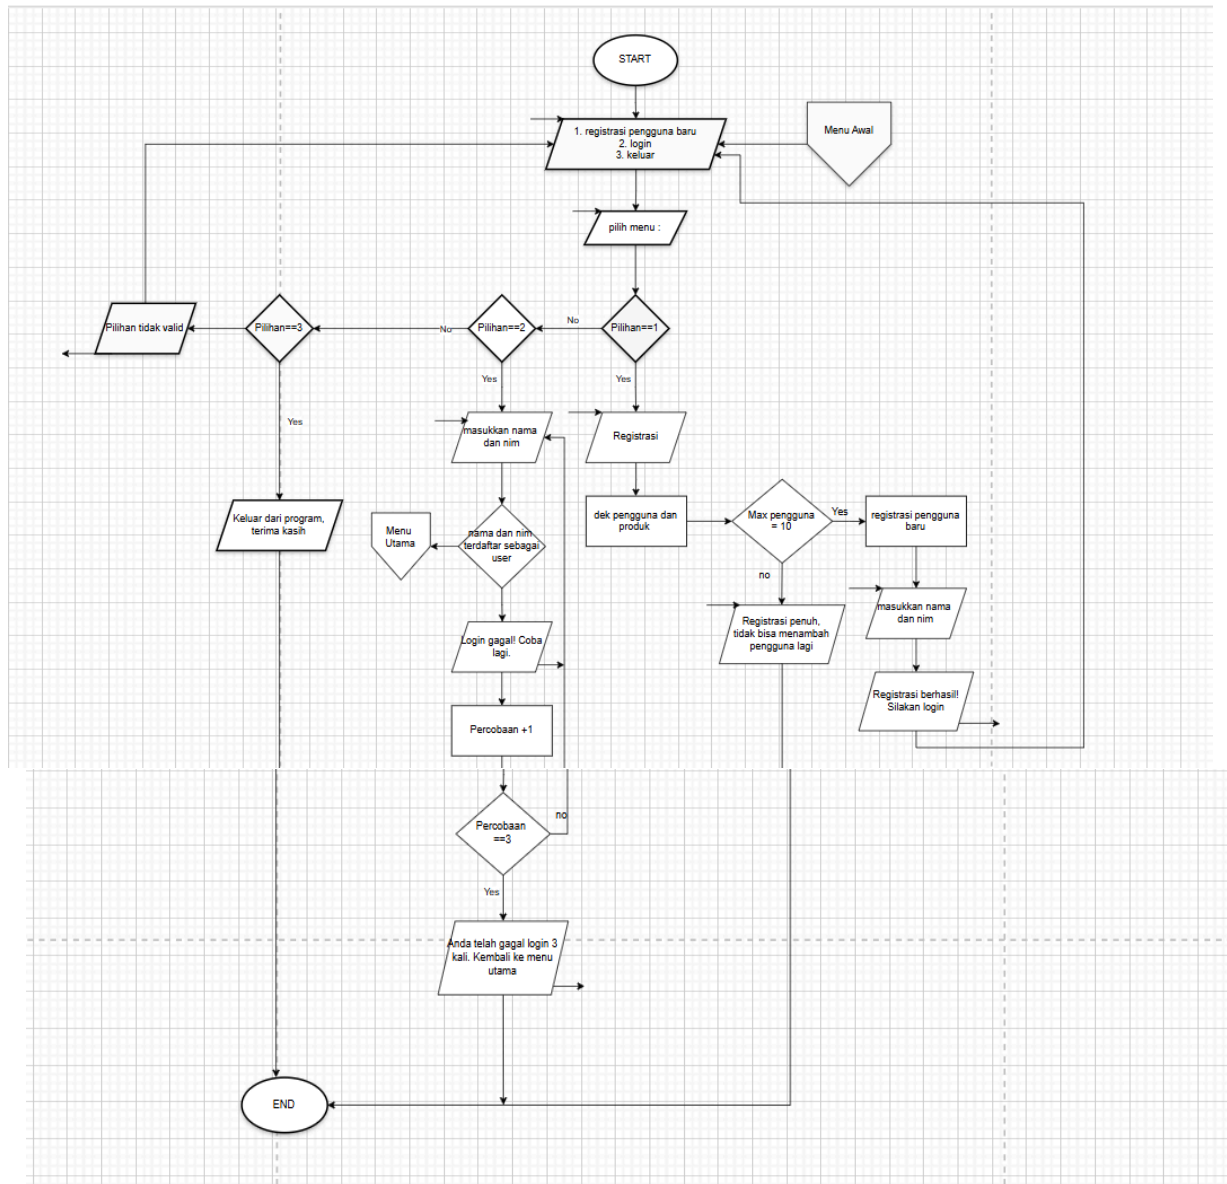 START
1. registrasi pengguna baru
2. login
3. keluar
Menu Awal
pilih menu :
Pilihan tidak valid
Pilihan==3
No
Pilihan==2
No
Pilihan==1
Yes
Yes
Yes
masukkan nama
dan nim
Registrasi
Keluar dari program,
terima kasih
Menu
Utama
nama dan nim
terdaftar sebagai
user
dek pengguna dan
produk
Max pengguna
= 10
Yes
registrasi pengguna
baru
no
masukkan nama
dan nim
Login gagal! Coba
lagi.
Registrasi penuh,
tidak bisa menambah
pengguna lagi
Registrasi berhasil!
Silakan login
Percobaan +1
Percobaan
==3
no
Yes
Anda telah gagal login 3
kali. Kembali ke menu
utama
END